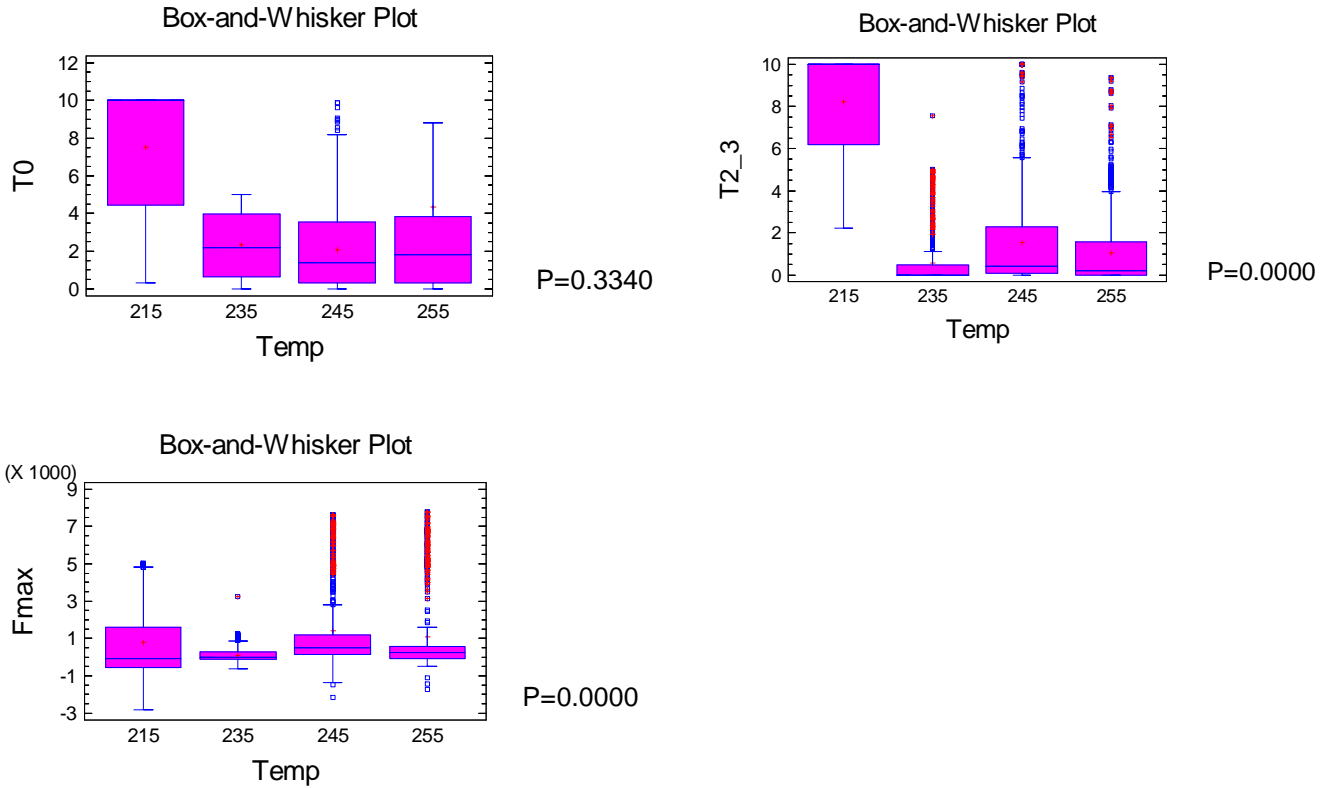 Box-and-Whisker Plot
12
10
8
6
4
2
0
T0
215 235 245 255
Temp
P=0.3340
Box-and-Whisker Plot
10
8
6
4
2
0
T2_3
215 235 245 255
Temp
P=0.0000
Box-and-Whisker Plot
(X 1000)
9
7
5
3
1
-1
-3
Fmax
215 235 245 255
Temp
P=0.0000